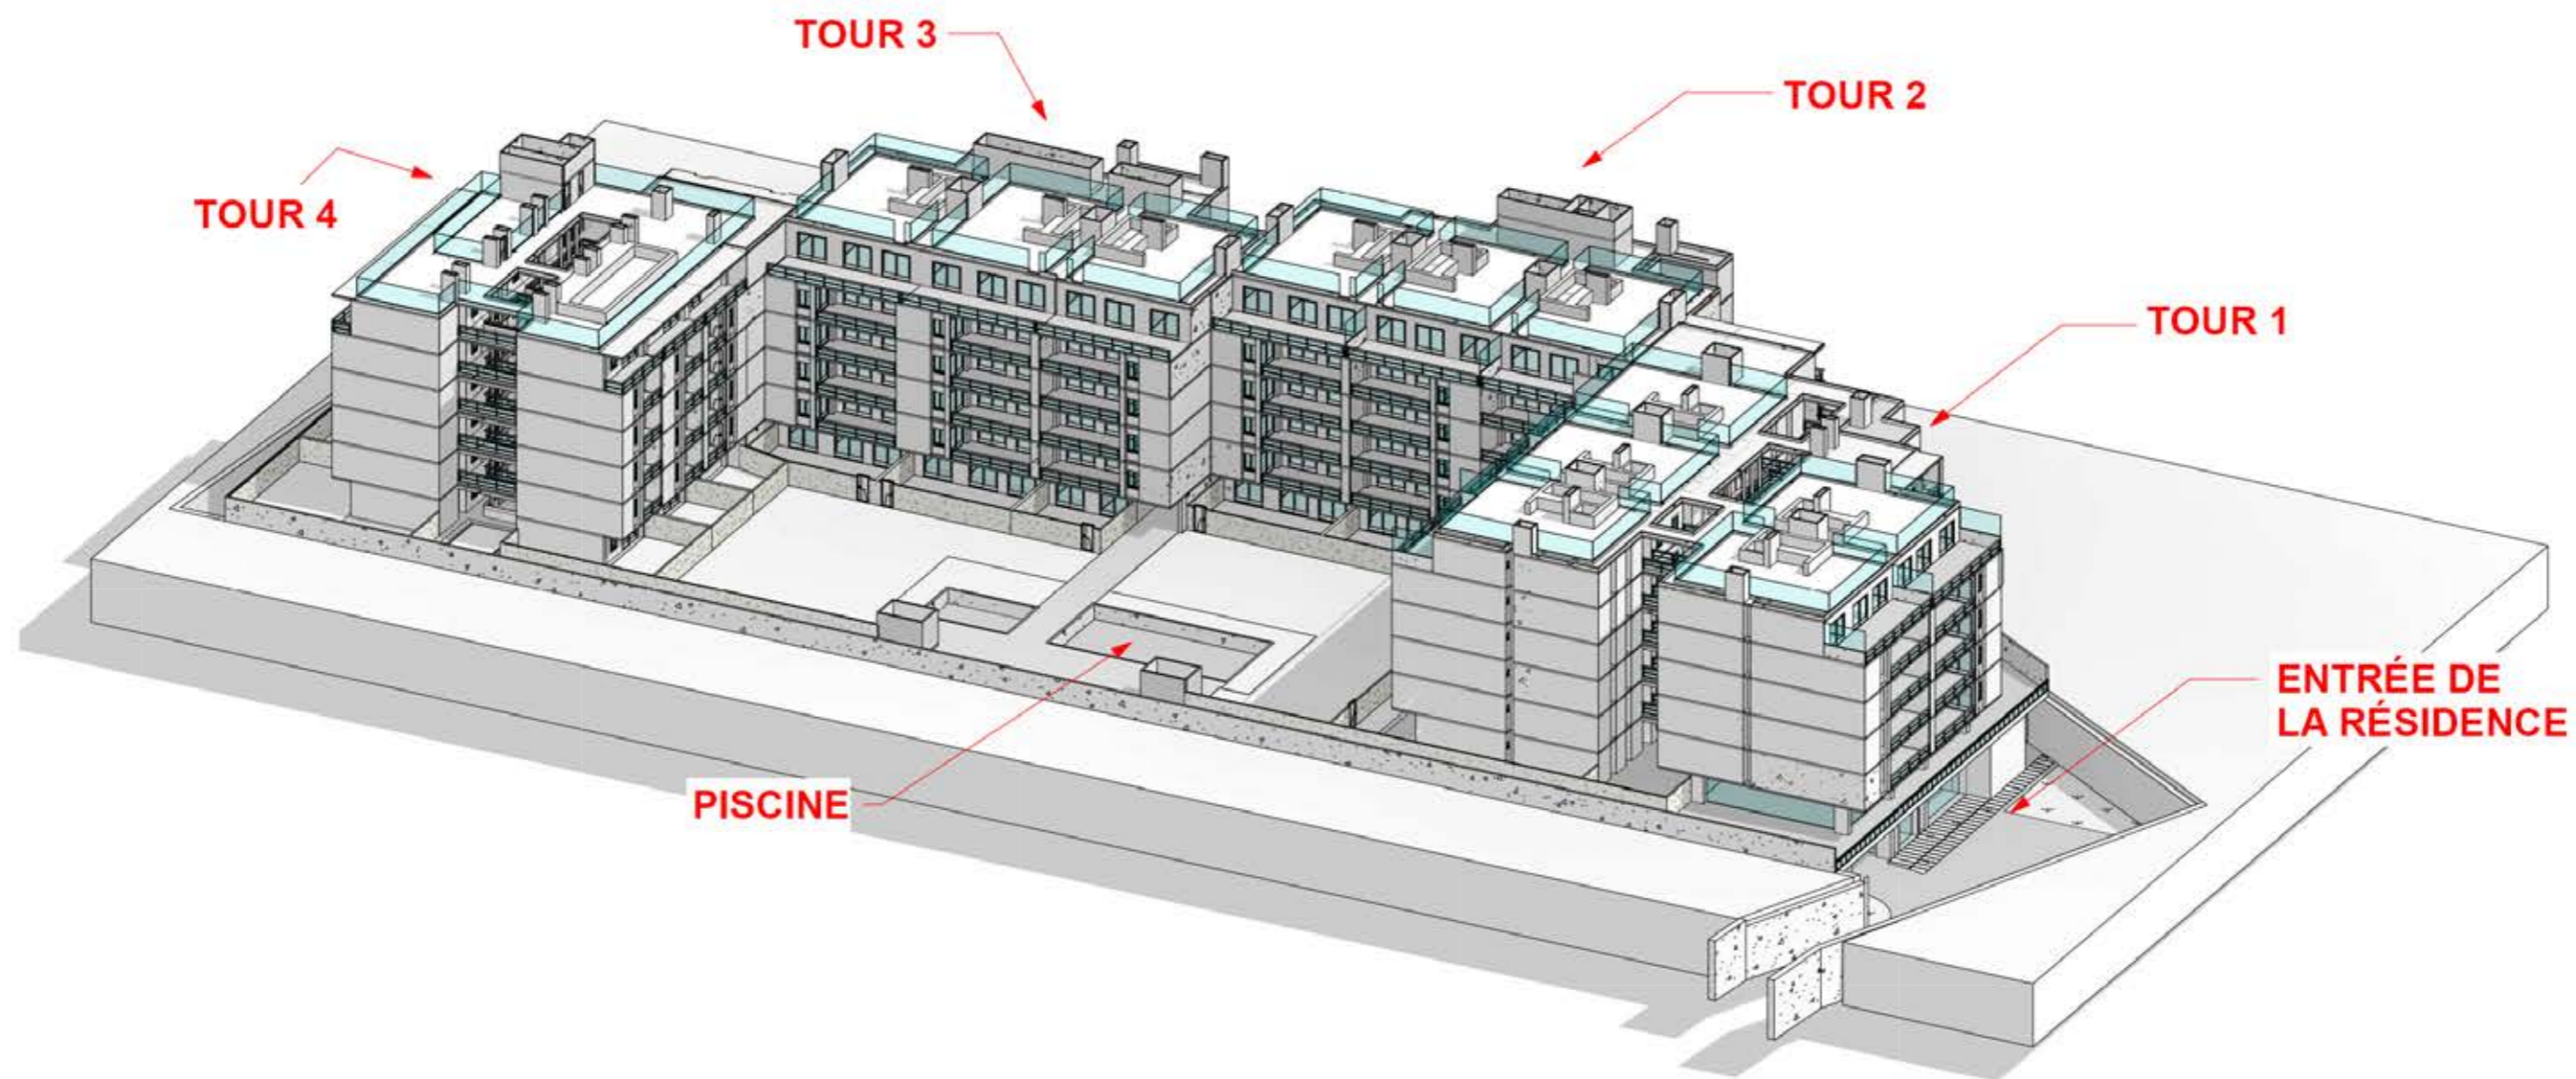 TOUR 3
TOUR 2
TOUR 4
TOUR 1
ENTRÉE DE
LA RÉSIDENCE
PISCINE